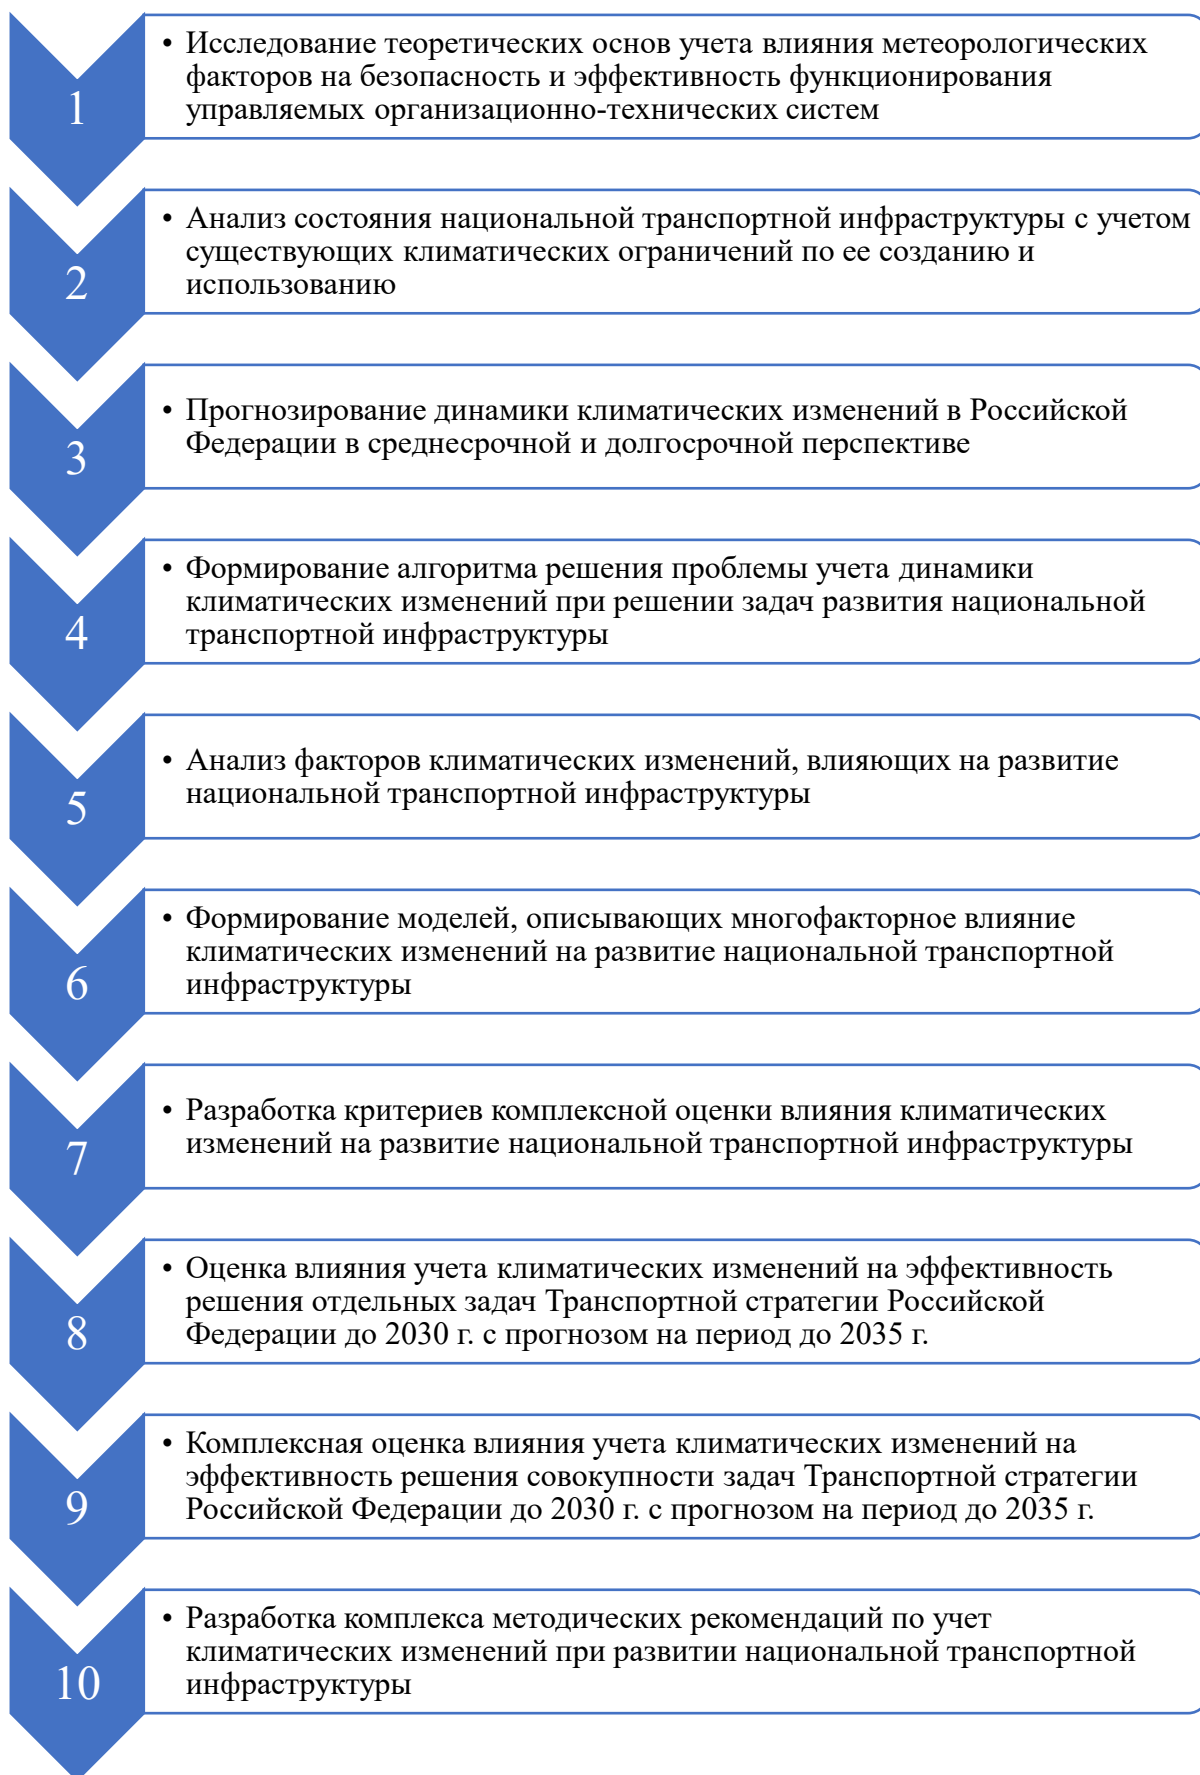 1
• Исследование теоретических основ учета влияния метеорологических
факторов на безопасность и эффективность функционирования
управляемых организационно-технических систем
2
• Анализ состояния национальной транспортной инфраструктуры с учетом
существующих климатических ограничений по ее созданию и
использованию
3
• Прогнозирование динамики климатических изменений в Российской
Федерации в среднесрочной и долгосрочной перспективе
4
• Формирование алгоритма решения проблемы учета динамики
климатических изменений при решении задач развития национальной
транспортной инфраструктуры
5
• Анализ факторов климатических изменений, влияющих на развитие
национальной транспортной инфраструктуры
6
• Формирование моделей, описывающих многофакторное влияние
климатических изменений на развитие национальной транспортной
инфраструктуры
7
• Разработка критериев комплексной оценки влияния климатических
изменений на развитие национальной транспортной инфраструктуры
8
• Оценка влияния учета климатических изменений на эффективность
решения отдельных задач Транспортной стратегии Российской
Федерации до 2030 г. с прогнозом на период до 2035 г.
9
• Комплексная оценка влияния учета климатических изменений на
эффективность решения совокупности задач Транспортной стратегии
Российской Федерации до 2030 г. с прогнозом на период до 2035 г.
10
• Разработка комплекса методических рекомендаций по учет
климатических изменений при развитии национальной транспортной
инфраструктуры